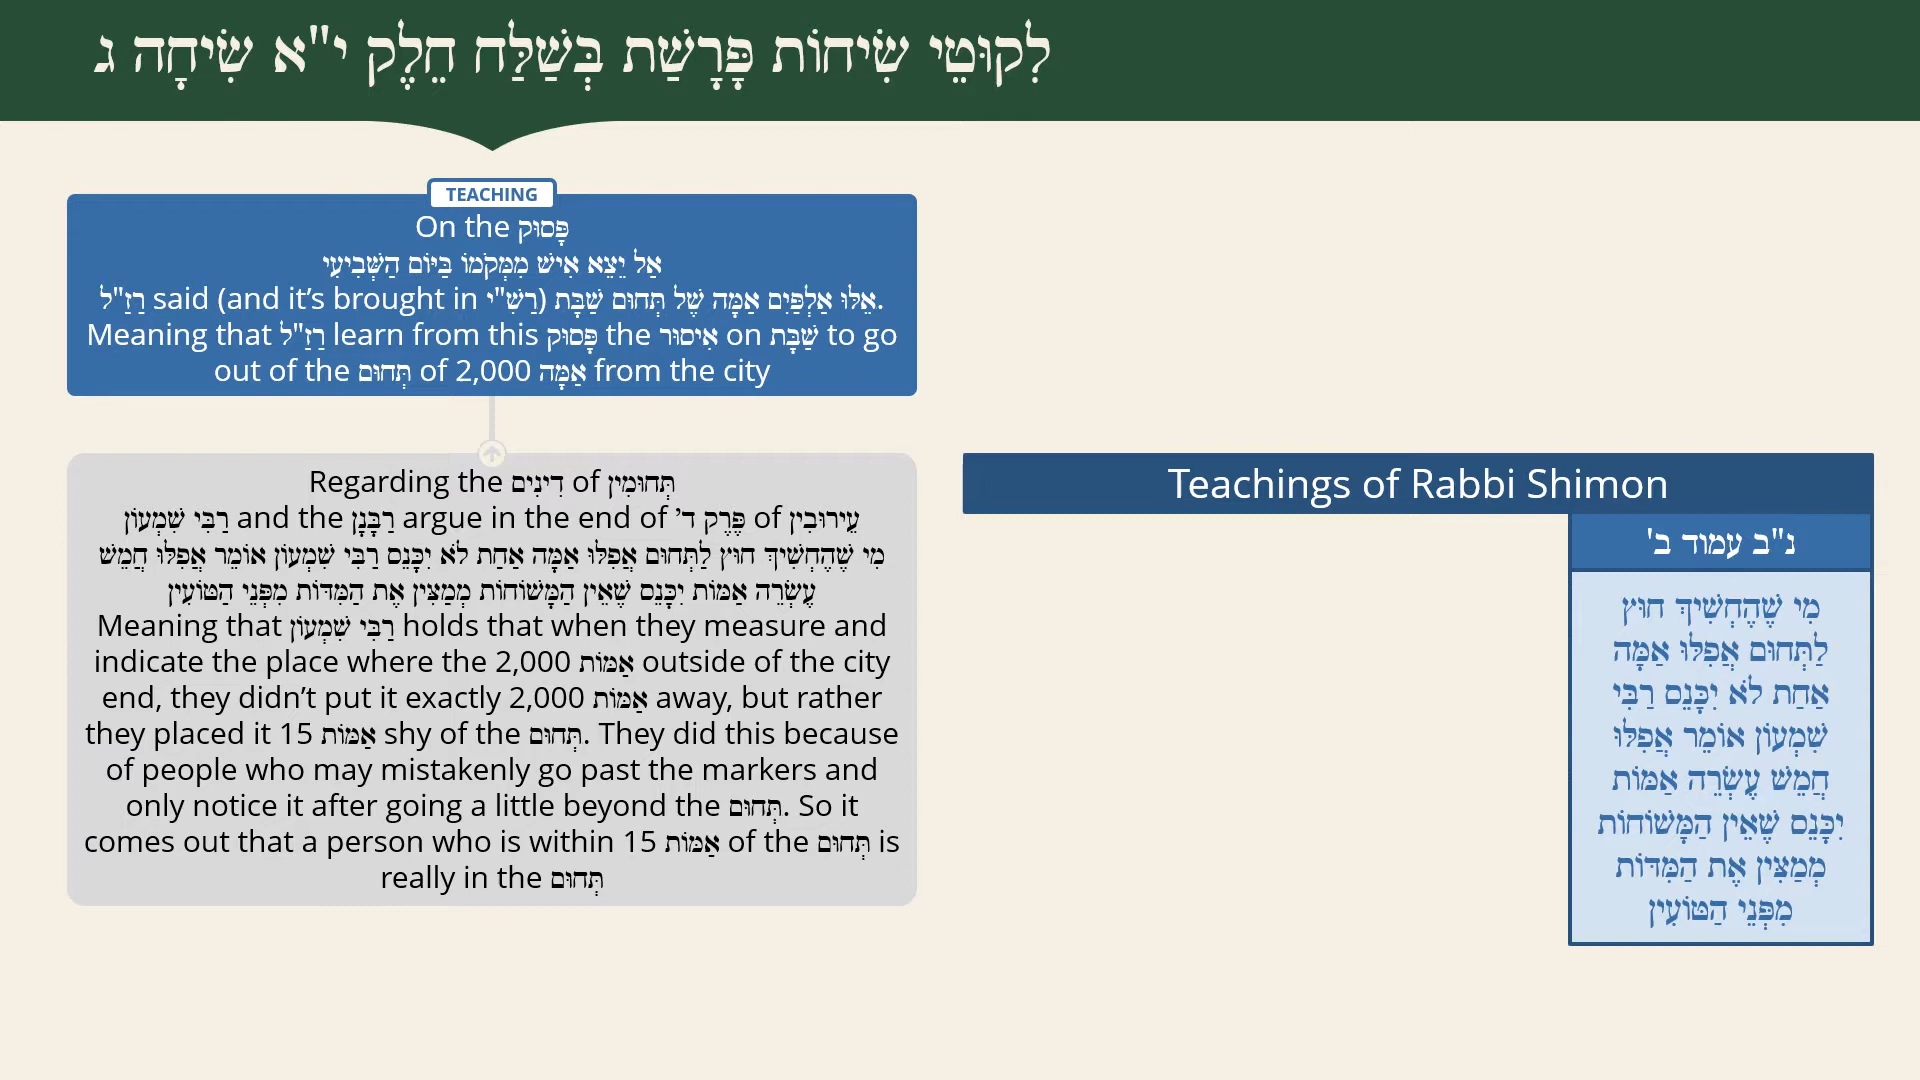 לִקוּטֵי שִׂיחוֹת פָּרָשַׁת בְּשַׁלַּח חֵלֶק י"א שִׂיחָה ג
TEACHING
On the פָּסוּק
אַל יֵצֵא אִישׁ מִמְּקֹמוֹ בַּיּוֹם הַשְּׁבִיעִי
רַזַ"ל said (and it’s brought in רַשִׁ"י) אֵלּוּ אַלְפַּיִם אַמָּה שֶׁל תְּחוּם שַׁבָּת.
Meaning that רַזַ"ל learn from this פָּסוּק the אִיסוּר on שַׁבָּת to go
out of the תְּחוּם of 2,000 אַמָּה from the city
Regarding the דִינִים of תְּחוּמִין
רַבִּי שִׁמְעוֹן and the רַבָּנָן argue in the end of פֶּרֶק ד' of עֵירוּבִין
מִי שֶׁהֶחְשִׁיךְ חוּץ לַתְּחוּם אֲפִלּוּ אַמָּה אַחַת לֹא יִכָּנֵס רַבִּי שִׁמְעוֹן אוֹמֵר אֲפִלּוּ חֲמֵשׁ
עֶשְׂרֵה אַמּוֹת יִכָּנֵס שֶׁאֵין הַמָּשׁוֹחוֹת מְמַצִּין אֶת הַמִּדּוֹת מִפְּנֵי הַטּוֹעִין
Meaning that רַבִּי שִׁמְעוֹן holds that when they measure and
indicate the place where the 2,000 אַמּוֹת outside of the city
end, they didn’t put it exactly 2,000 אַמּוֹת away, but rather
they placed it 15 אַמּוֹת shy of the תְּחוּם. They did this because
of people who may mistakenly go past the markers and
only notice it after going a little beyond the תְּחוּם. So it
comes out that a person who is within 15 אַמּוֹת of the תְּחוּם is
really in the תְּחוּם
Teachings of Rabbi Shimon
נ"ב עמוד ב'
מִי שֶׁהֶחְשִׁיךְ חוּץ
לַתְּחוּם אֲפִלּוּ אַמָּה
אַחַת לֹא יִכָּנֵס רַבִּי
שִׁמְעוֹן אוֹמֵר אֲפִלּוּ
חֲמֵשׁ עֶשְׂרֵה אַמּוֹת
יִכָּנֵס שֶׁאֵין הַמָּשׁוֹחוֹת
מְמַצִּין אֶת הַמִּדּוֹת
מִפְּנֵי הַטּוֹעִין